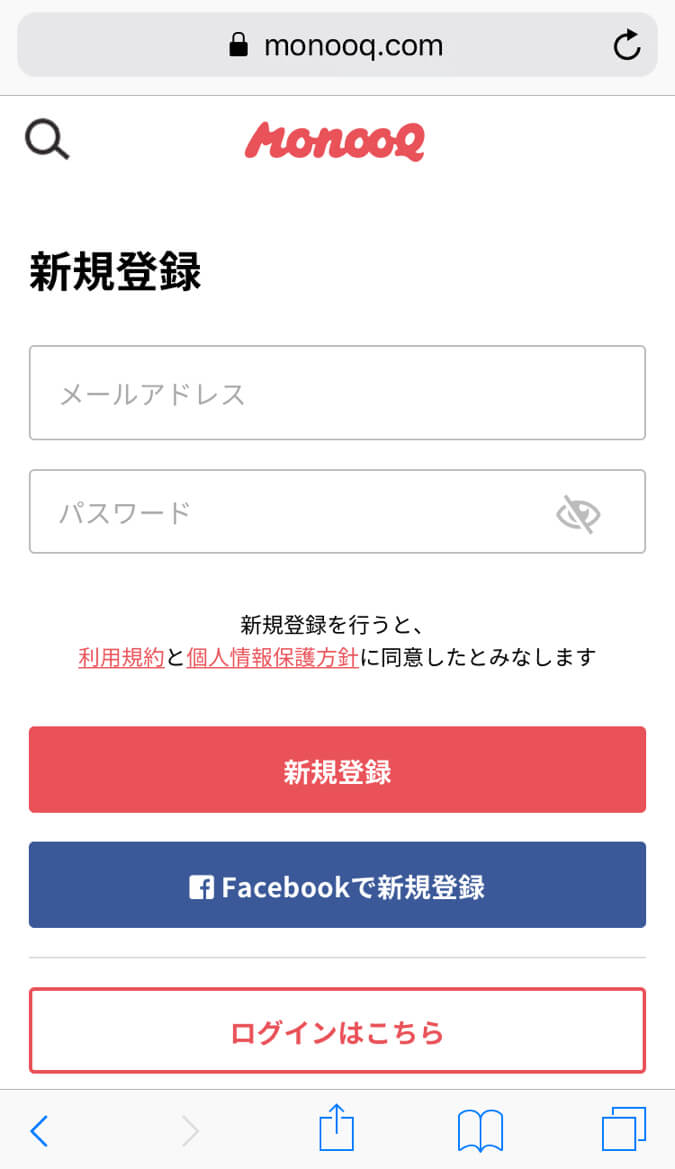 monooq.com
MonooQ
新規登録
メールアドレス
パスワード
新規登録を行うと、
利用規約と個人情報保護方針に同意したとみなします
新規登録
Facebookで新規登録
ログインはこちら